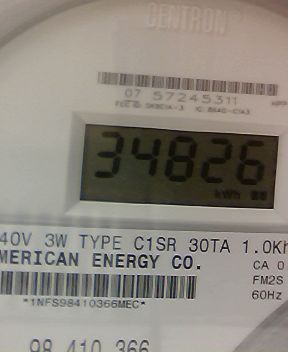 CENTRON
07 57245311
34826
kWh
40V 3W TYPE C1SR 30TA 1.0Kh
MERICAN ENERGY CO.
CA 0
FM2S
*1NFS98410366MEC*
60Hz
98 410 366